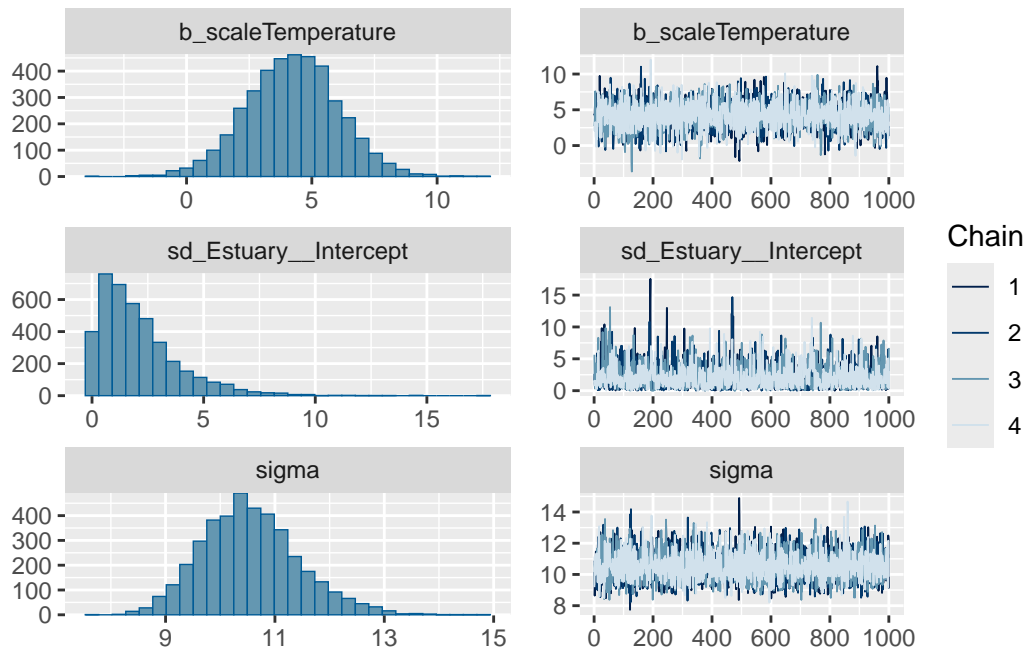 b_scaleTemperature
400
300
200
100
0
0 5 10
b_scaleTemperature
10
5
0
0 200 400 600 800 1000
sd_Estuary__Intercept
600
400
200
0
0 5 10 15
sd_Estuary__Intercept
15
10
5
0
0 200 400 600 800 1000
sigma
400
300
200
100
0
9 11 13 15
sigma
14
12
10
8
0 200 400 600 800 1000
Chain
1
2
3
4